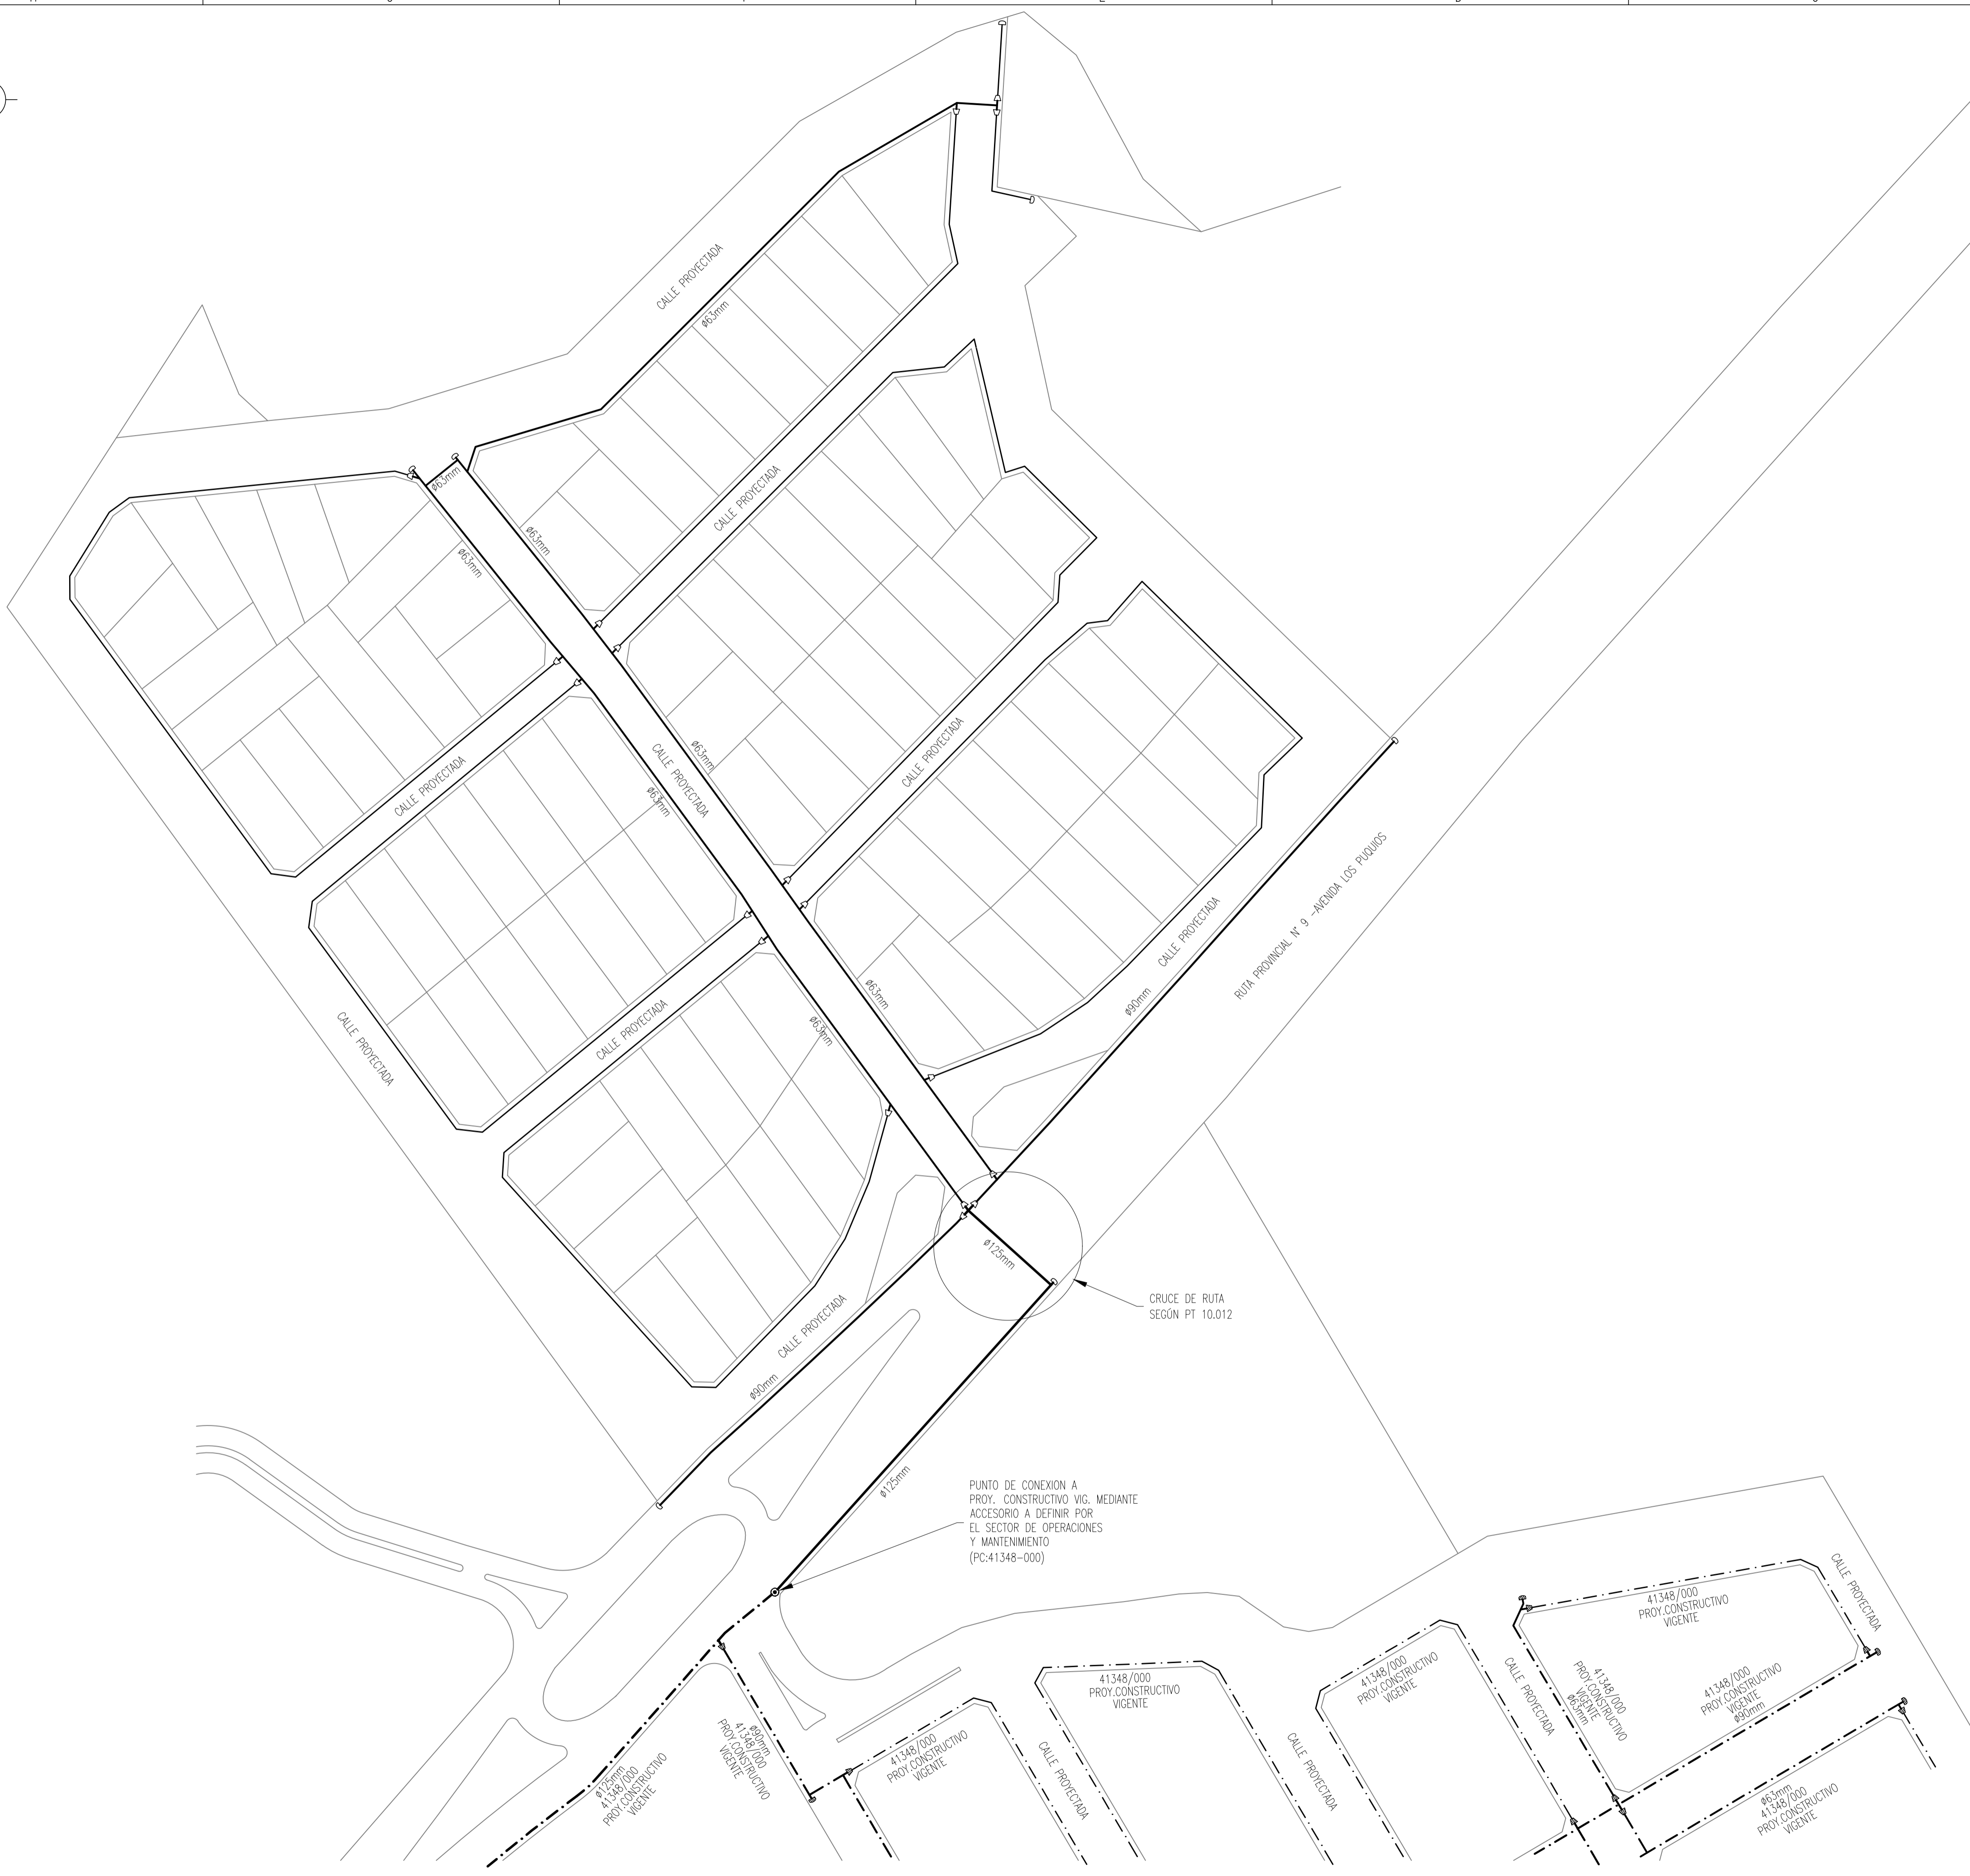 CALLE PROYECTADA
ø63mm
CALLE PROYECTADA
ø63mm
ø63mm
ø63mm
CALLE PROYECTADA
ø63mm
CALLE PROYECTADA
ø63mm
CALLE PROYECTADA
CALLE PROYECTADA
RUTA PROVINCIAL N° 9 -AVENIDA LOS PUQUIOS
CALLE PROYECTADA
ø63mm
ø90mm
CALLE PROYECTADA
CALLE PROYECTADA
ø63mm
ø125mm
CRUCE DE RUTA
SEGÚN PT 10.012
CALLE PROYECTADA
ø90mm
ø125mm
PUNTO DE CONEXION A
PROY. CONSTRUCTIVO VIG. MEDIANTE
ACCESORIO A DEFINIR POR
EL SECTOR DE OPERACIONES
Y MANTENIMIENTO
(PC:41348-000)
CALLE PROYECTADA
41348/000
PROY.CONSTRUCTIVO
VIGENTE
41348/000
PROY.CONSTRUCTIVO
VIGENTE
41348/000
PROY.CONSTRUCTIVO
VIGENTE
CALLE PROYECTADA
41348/000
PROY.CONSTRUCTIVO
VIGENTE
ø63mm
41348/000
PROY.CONSTRUCTIVO
VIGENTE
ø90mm
ø90mm
41348/000
PROY.CONSTRUCTIVO
VIGENTE
41348/000
PROY.CONSTRUCTIVO
VIGENTE
CALLE PROYECTADA
CALLE PROYECTADA
ø125mm
41348/000
PROY.CONSTRUCTIVO
VIGENTE
ø63mm
41348/000
PROY.CONSTRUCTIVO
VIGENTE